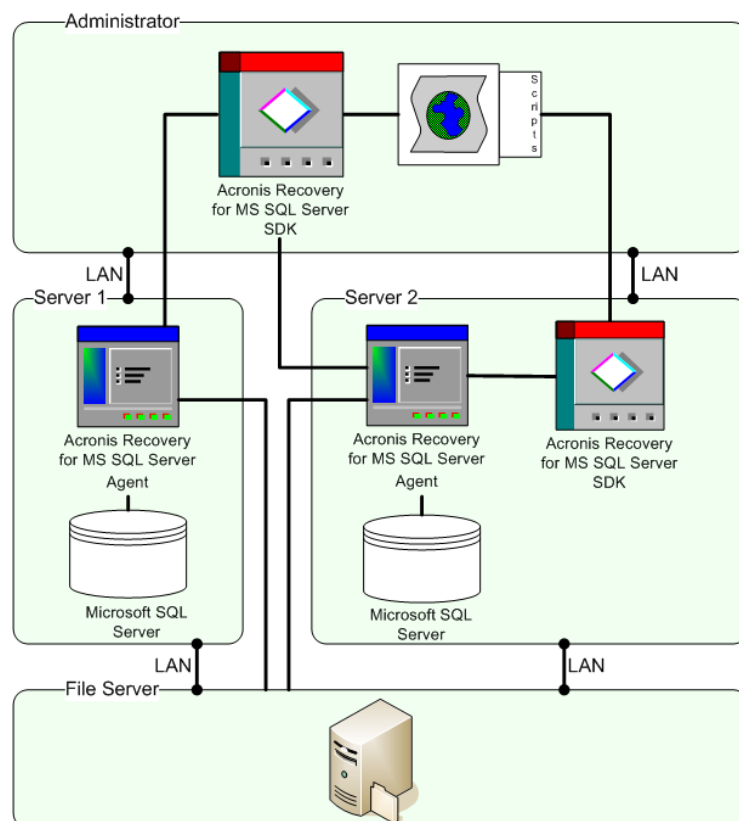 Administrator
Scripts
Acronis Recovery
for MS SQL Server
SDK
LAN
LAN
Server 1
Server 2
Acronis Recovery
for MS SQL Server
Agent
Acronis Recovery
for MS SQL Server
Agent
Acronis Recovery
for MS SQL Server
SDK
Microsoft SQL
Server
Microsoft SQL
Server
LAN
LAN
File Server